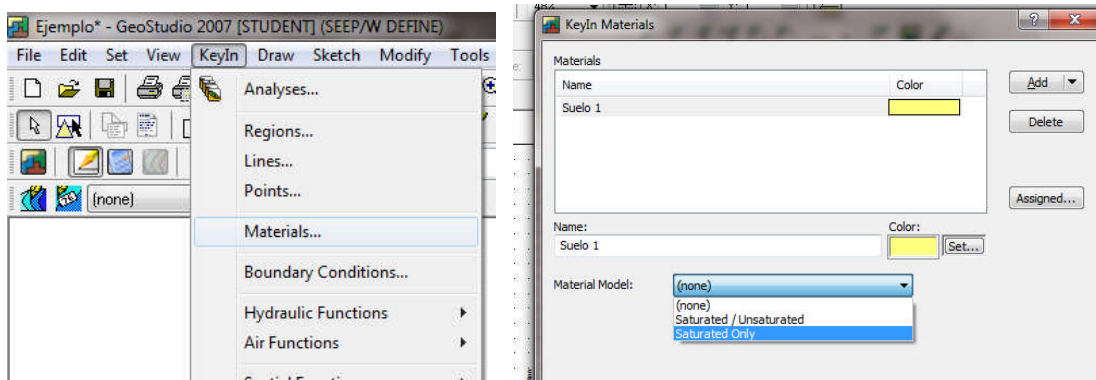 Ejemplo* - GeoStudio 2007 [STUDENT] (SEEP/W DEFINE)
File Edit Set View KeyIn Draw Sketch Modify Tools
Analyses...
Regions...
Lines...
Points...
(none)
Materials...
Boundary Conditions...
Hydraulic Functions
Air Functions
KeyIn Materials
Materials
Name Color
Add
Suelo 1
Delete
Assigned...
Name: Color:
Suelo 1 Set...
Material Model: (none)
(none)
Saturated / Unsaturated
Saturated Only